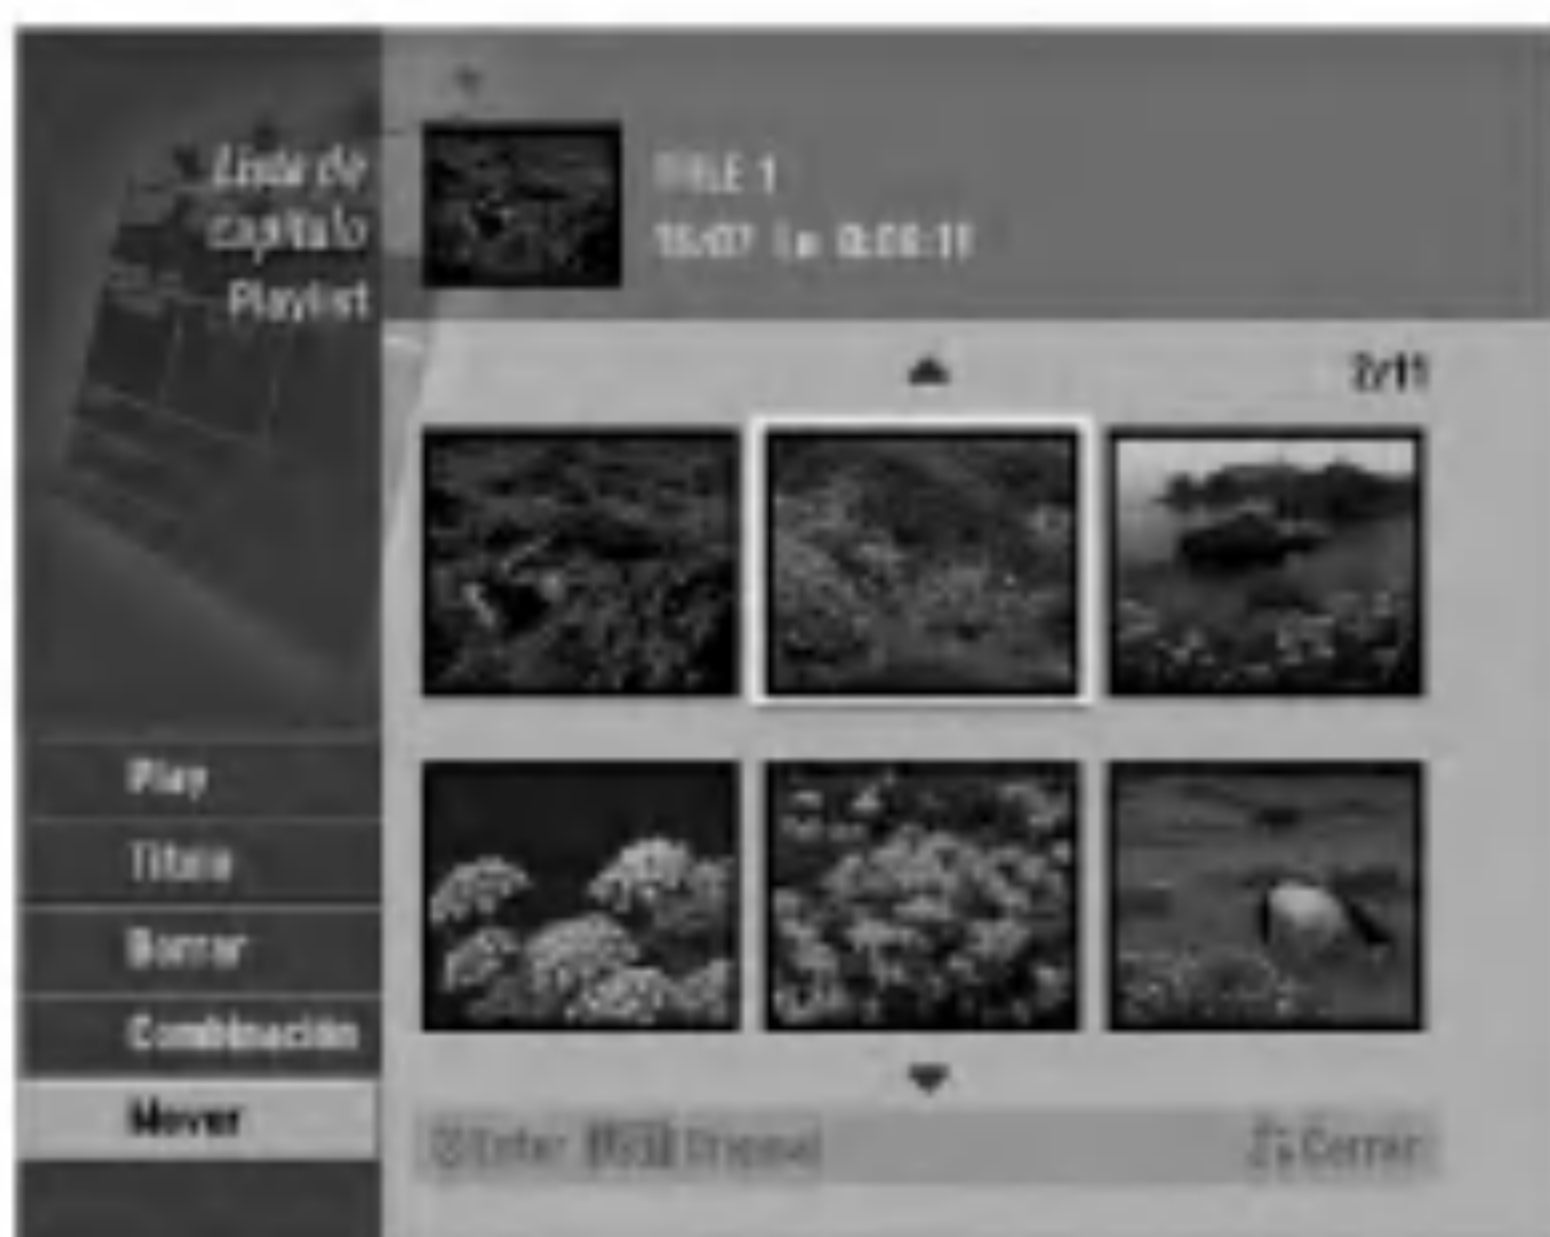 Lista de
capítulo
Playlist
TITLE 1
2/11
Play
Título
Borrar
Combinación
Mover
Enter Original
Cerrar